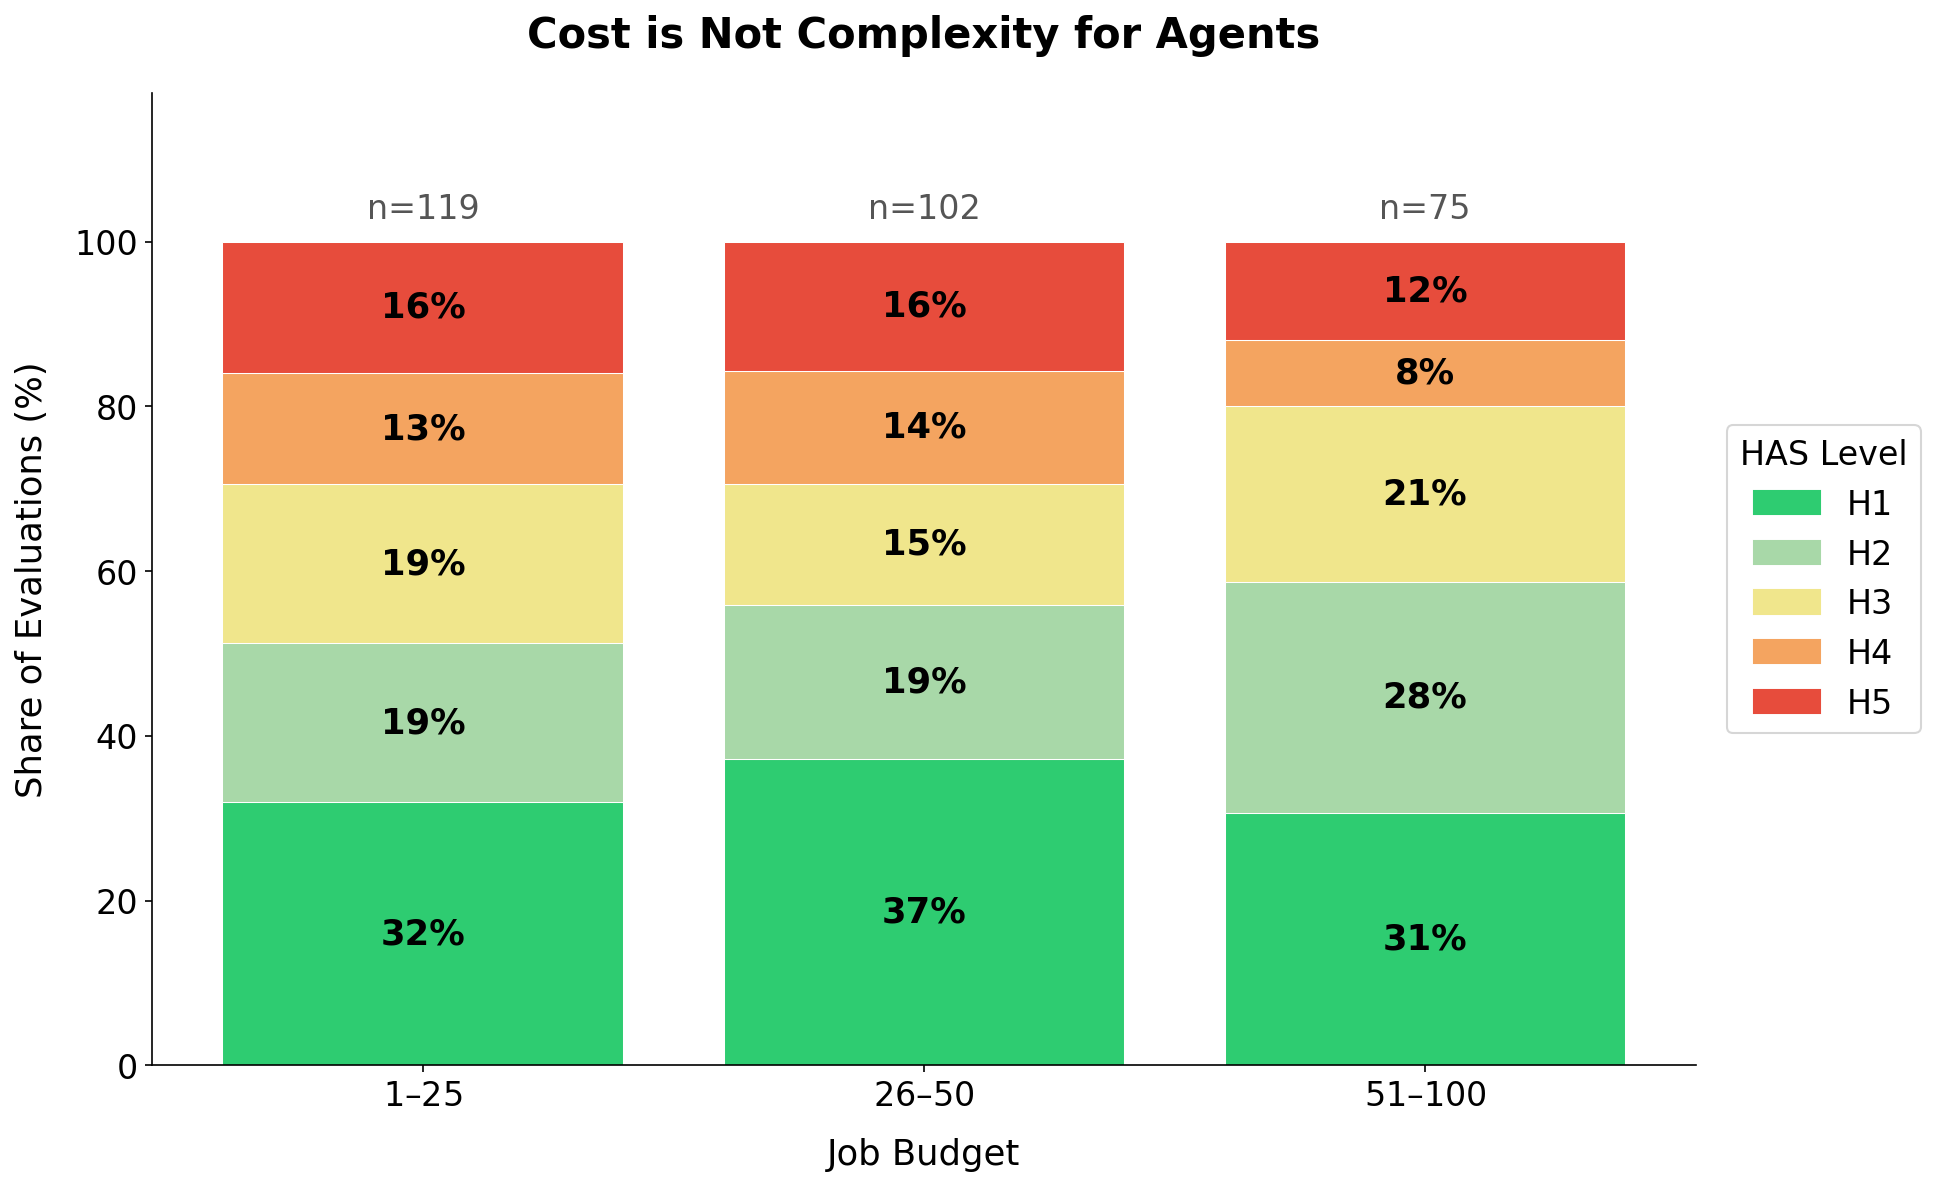 Cost is Not Complexity for Agents
n=119
n=102
n=75
100
80
60
40
20
0
Share of Evaluations (%)
16%
13%
19%
19%
32%
16%
14%
15%
19%
37%
12%
8%
21%
28%
31%
1–25
26–50
51–100
Job Budget
HAS Level
H1
H2
H3
H4
H5